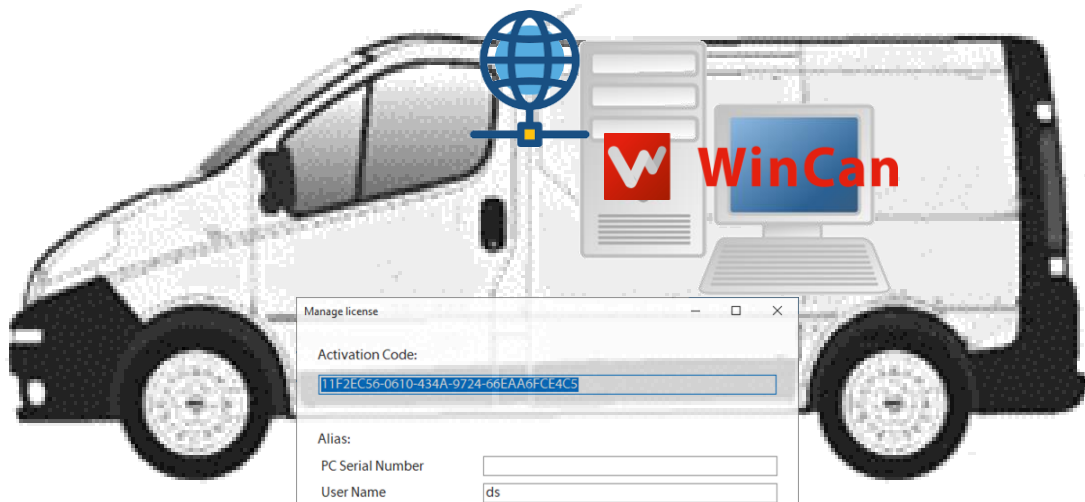 WinCan
Manage license
Activation Code:
11F2EC56-0610-434A-9724-66EAA6FCE4C5
Alias:
PC Serial Number
User Name
ds